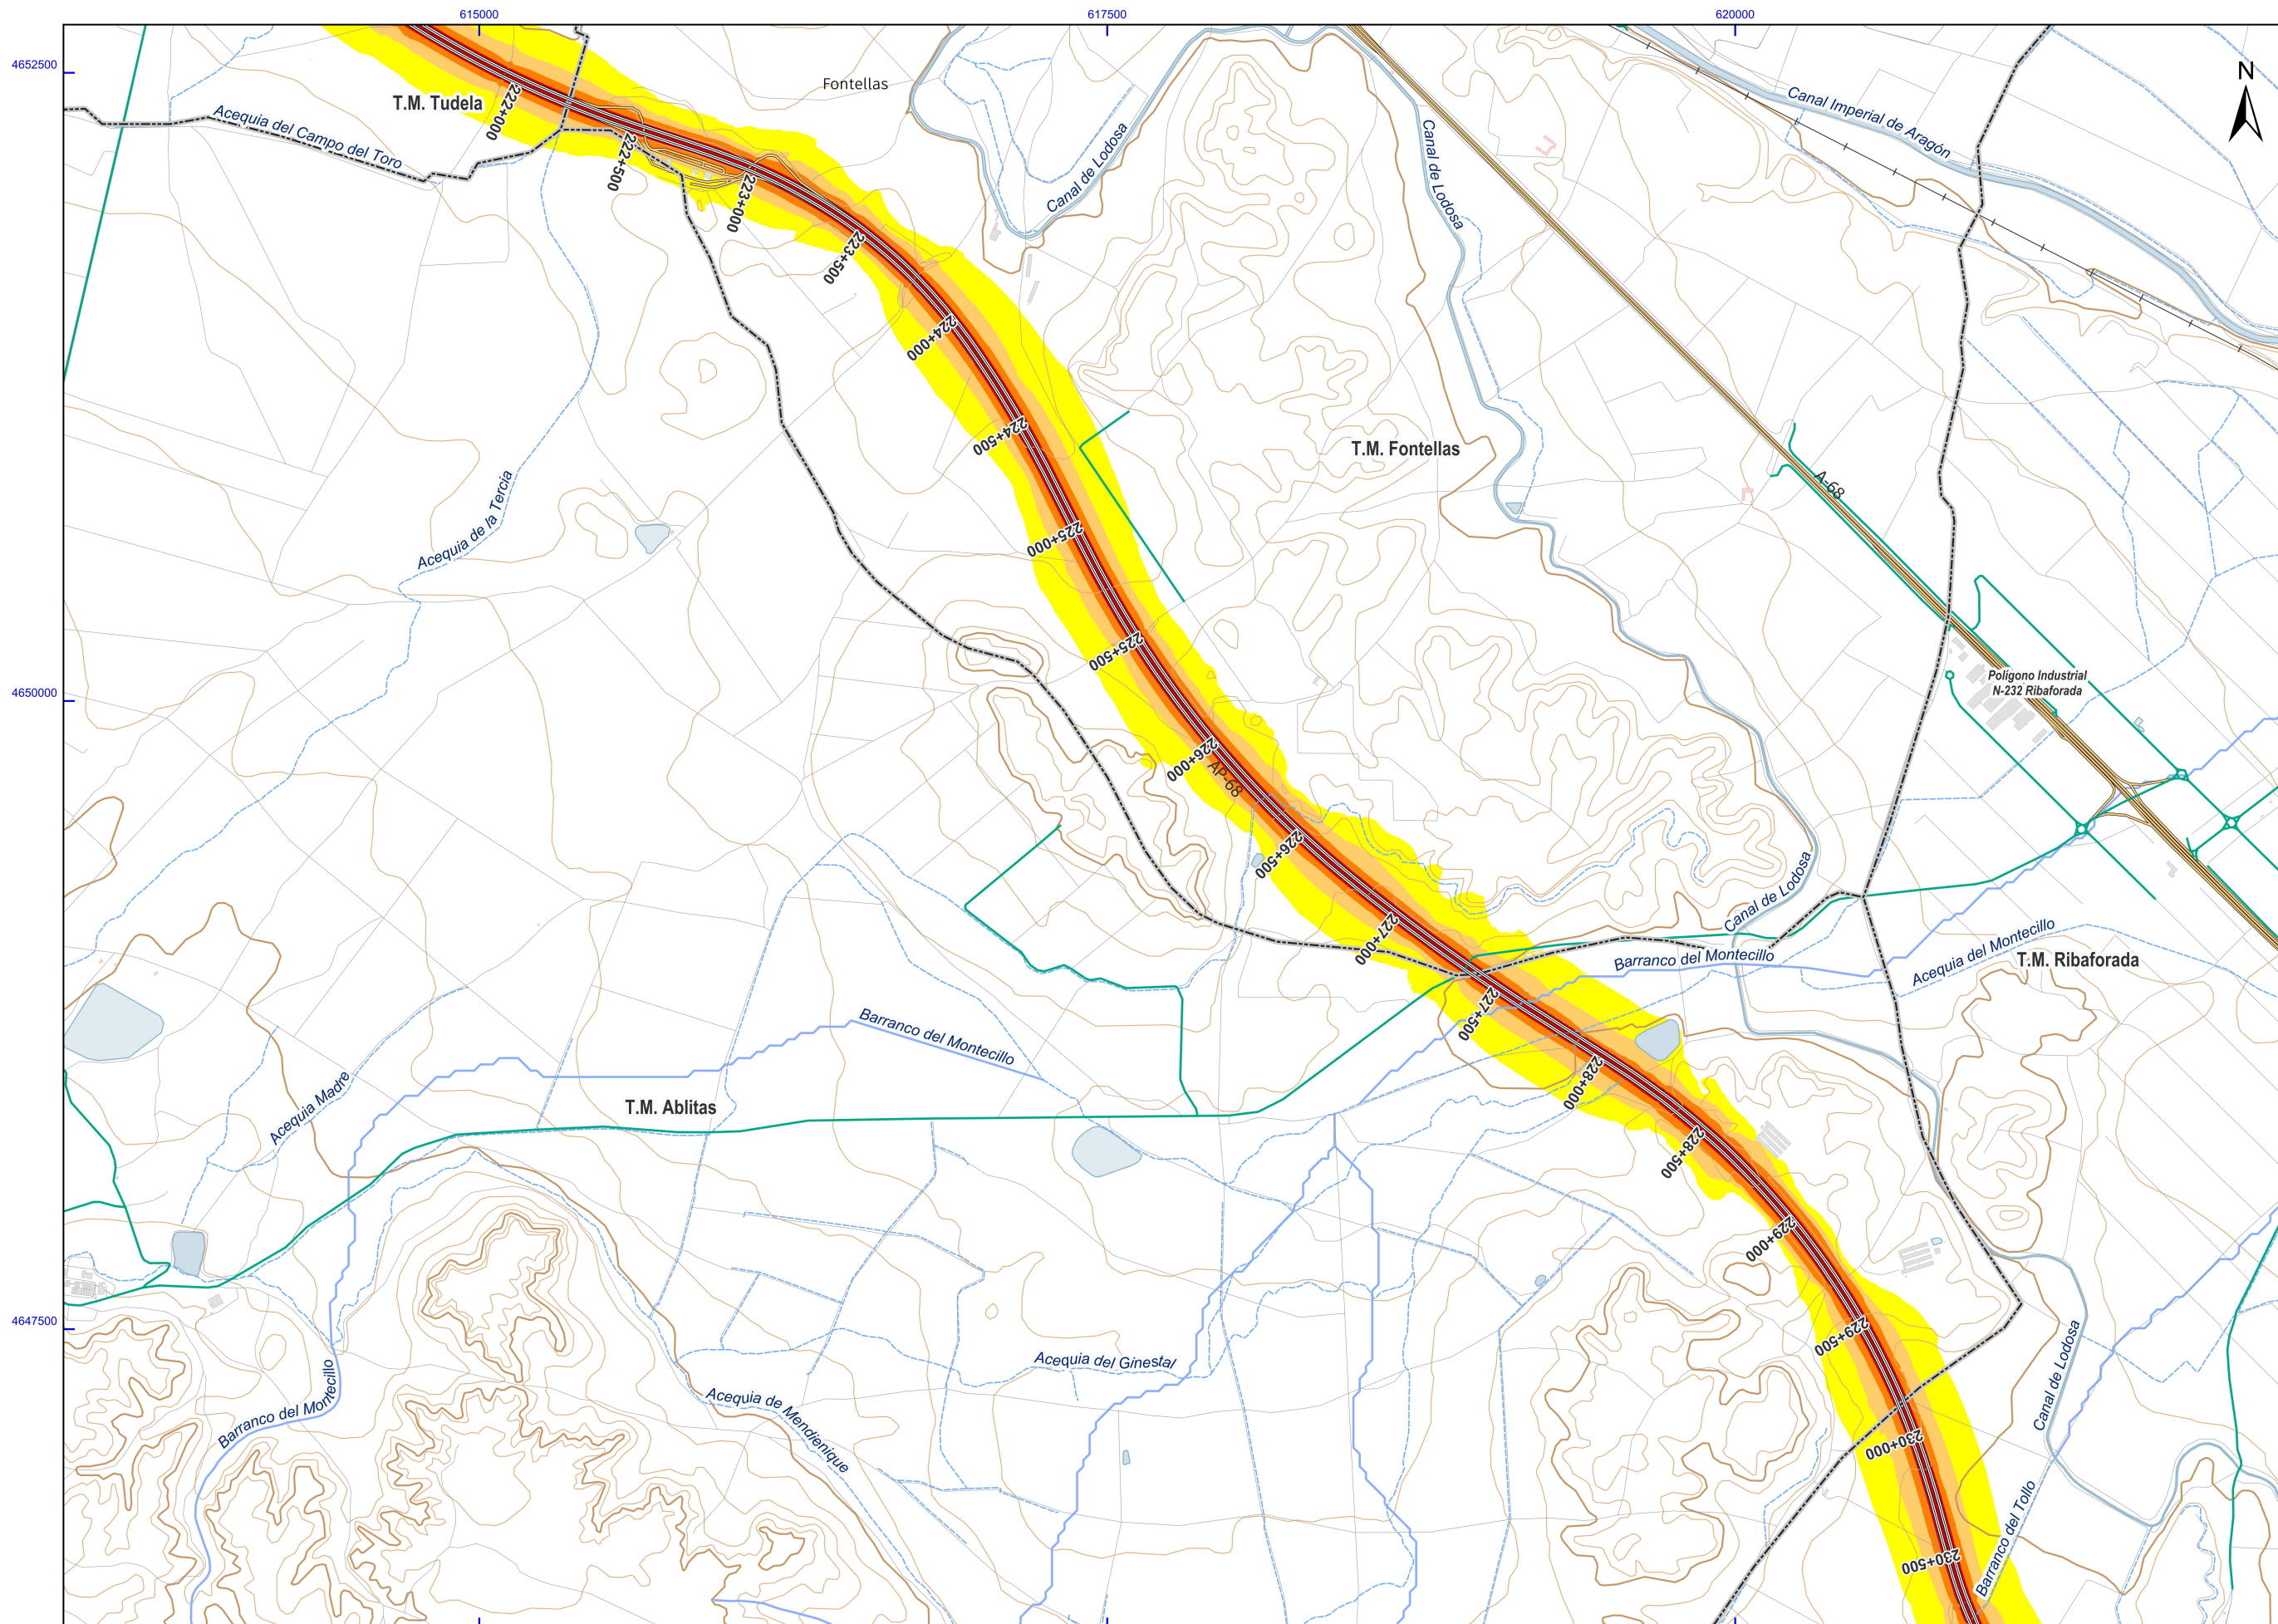 615000
617500
620000
4652500
N
Fontellas
T.M. Tudela
222+000
Acequia del Campo del Toro
222+500
223+000
Canal de Lodosa
Canal de Lodosa
Canal Imperial de Aragón
223+500
224+000
224+500
T.M. Fontellas
A-68
Acequia de la Tercia
225+000
225+500
4650000
Polígono Industrial
N-232 Ribaforada
226+000
AP-68
226+500
Canal de Lodosa
227+000
Barranco del Montecillo
Acequia del Montecillo
T.M. Ribaforada
227+500
Barranco del Montecillo
228+000
Acequia Madre
T.M. Ablitas
228+500
229+000
4647500
229+500
Acequia del Ginestal
Canal de Lodosa
Barranco del Montecillo
Acequia de Mendienique
230+000
230+500
Barranco del Tollo